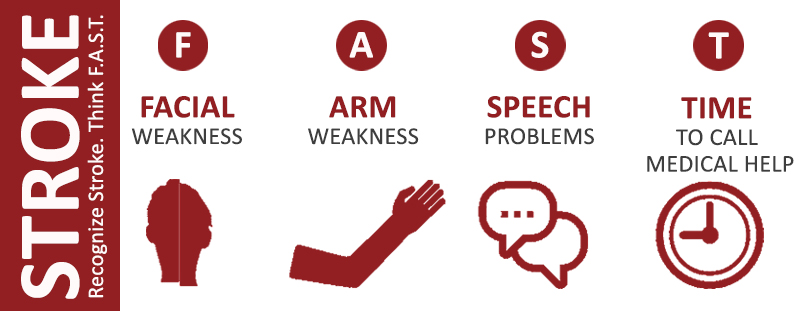 STROKE
Recognize Stroke. Think F.A.S.T.
F
FACIAL
WEAKNESS
A
ARM
WEAKNESS
S
SPEECH
PROBLEMS
T
TIME
TO CALL
MEDICAL HELP